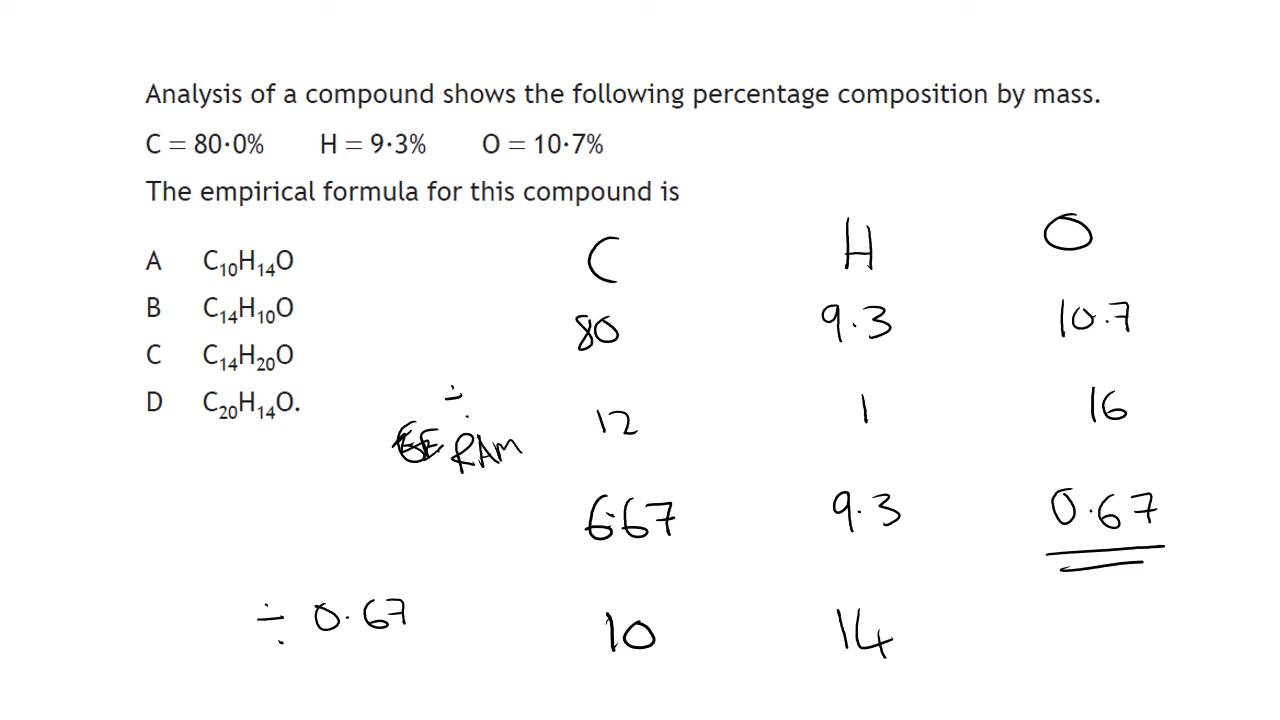 Analysis of a compound shows the following percentage composition by mass.
C = 80·0% H = 9·3% O = 10·7%
The empirical formula for this compound is
A C₁₀H₁₄O
B C₁₄H₁₀O
C C₁₄H₂₀O
D C₂₀H₁₄O.
C H O
80 9.3 10.7
÷ RAM 12 1 16
6.67 9.3 0.67
÷ 0.67 10 14